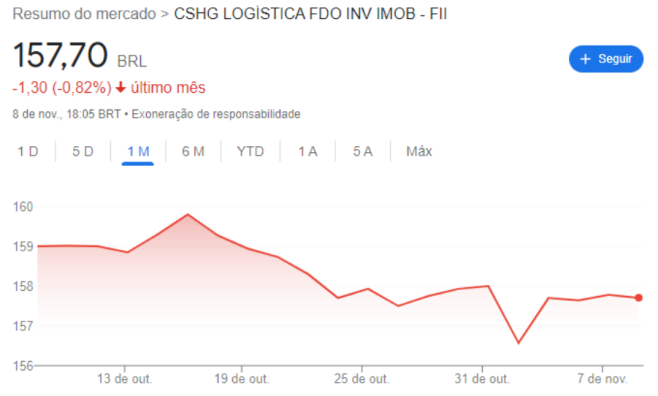 Resumo do mercado > CSHG LOGÍSTICA FDO INV IMOB - FII
157,70 BRL
+ Seguir
-1,30 (-0,82%) ↓ último mês
8 de nov., 18:05 BRT • Exoneração de responsabilidade
1 D 5 D 1 M 6 M YTD 1 A 5 A Máx
160
159
158
157
156
13 de out. 19 de out. 25 de out. 31 de out. 7 de nov.